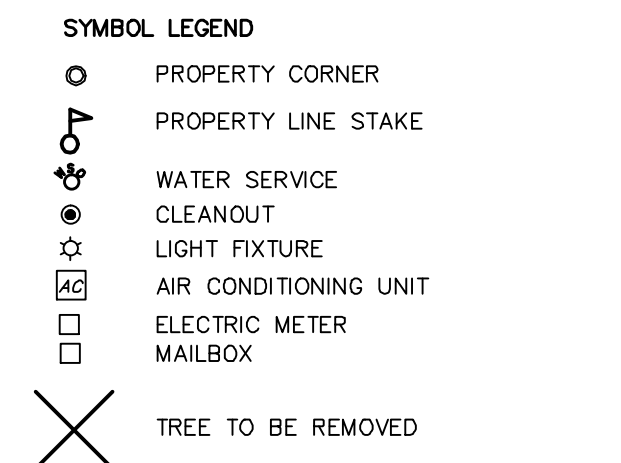 SYMBOL LEGEND
PROPERTY CORNER
PROPERTY LINE STAKE
WSO
WATER SERVICE
CLEANOUT
LIGHT FIXTURE
AC
AIR CONDITIONING UNIT
ELECTRIC METER
MAILBOX
TREE TO BE REMOVED